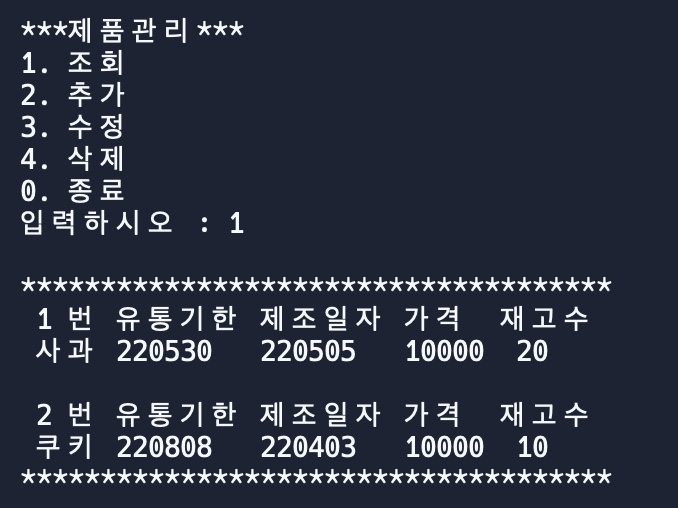 ***제품관리***
1. 조회
2. 추가
3. 수정
4. 삭제
0. 종료
입력하시오 : 1
*************************************
1 번 유통기한 제조일자 가격 재고수
사과 220530 220505 10000 20
2 번 유통기한 제조일자 가격 재고수
쿠키 220808 220403 10000 10
*************************************